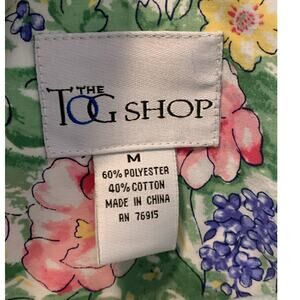 THE
TOG SHOP
M
60% POLYESTER
40% COTTON
MADE IN CHINA
RN 76915